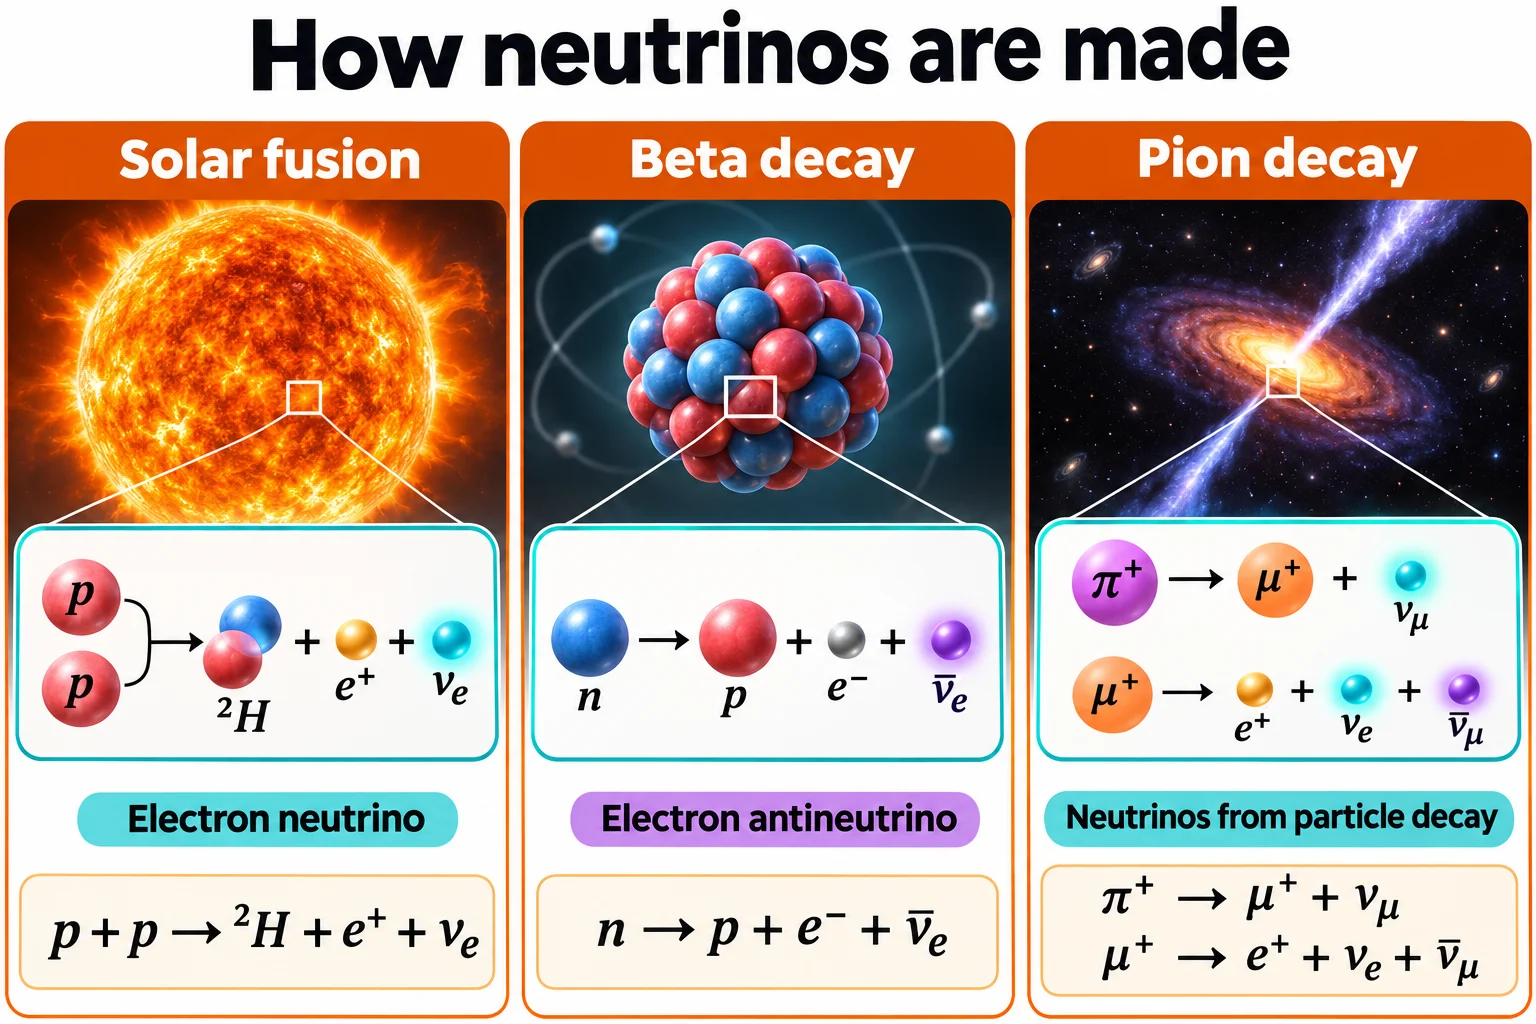 How neutrinos are made
Solar fusion
p
p
²H
+
e⁺
+
νₑ
Electron neutrino
p + p → ²H + e⁺ + νₑ
Beta decay
n
→
p
+
e⁻
+
ν̅ₑ
Electron antineutrino
n → p + e⁻ + ν̅ₑ
Pion decay
π⁺ → μ⁺ + ν_μ
μ⁺ → e⁺ + νₑ + ν̅_μ
Neutrinos from particle decay
π⁺ → μ⁺ + ν_μ
μ⁺ → e⁺ + νₑ + ν̅_μ